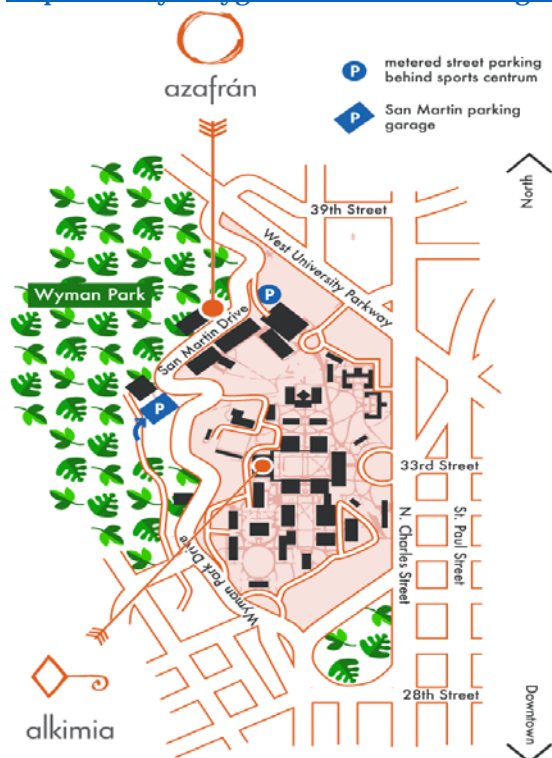 azafrán
P
metered street parking
behind sports centrum
P
San Martin parking
garage
North
39th Street
West University Parkway
Wyman Park
P
San Martin Drive
P
33rd Street
N. Charles Street
St. Paul Street
Wyman Park Drive
28th Street
alkimia
Downtown